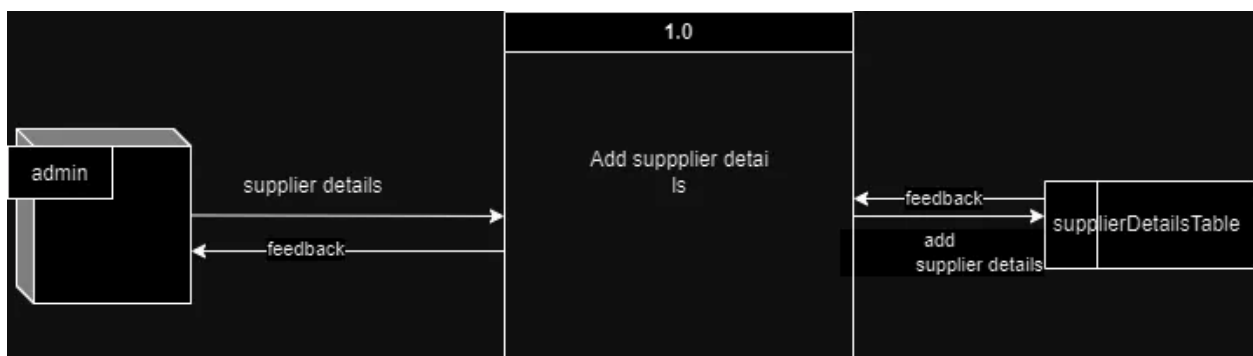 1.0
admin
supplier details
feedback
Add suppplier detai
ls
feedback
add
supplier details
supplierDetailsTable